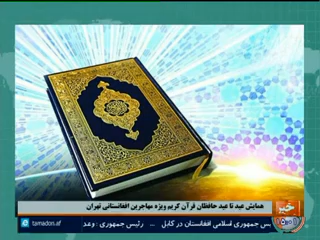 همایش عید تا عید حافظان قرآن کریم ویژه مهاجرین افغانستانی تهران
خبر
یس جمهوری اسلامی افغانستان در کابل ... رئیس جمهوری : وعد
tamadon.af